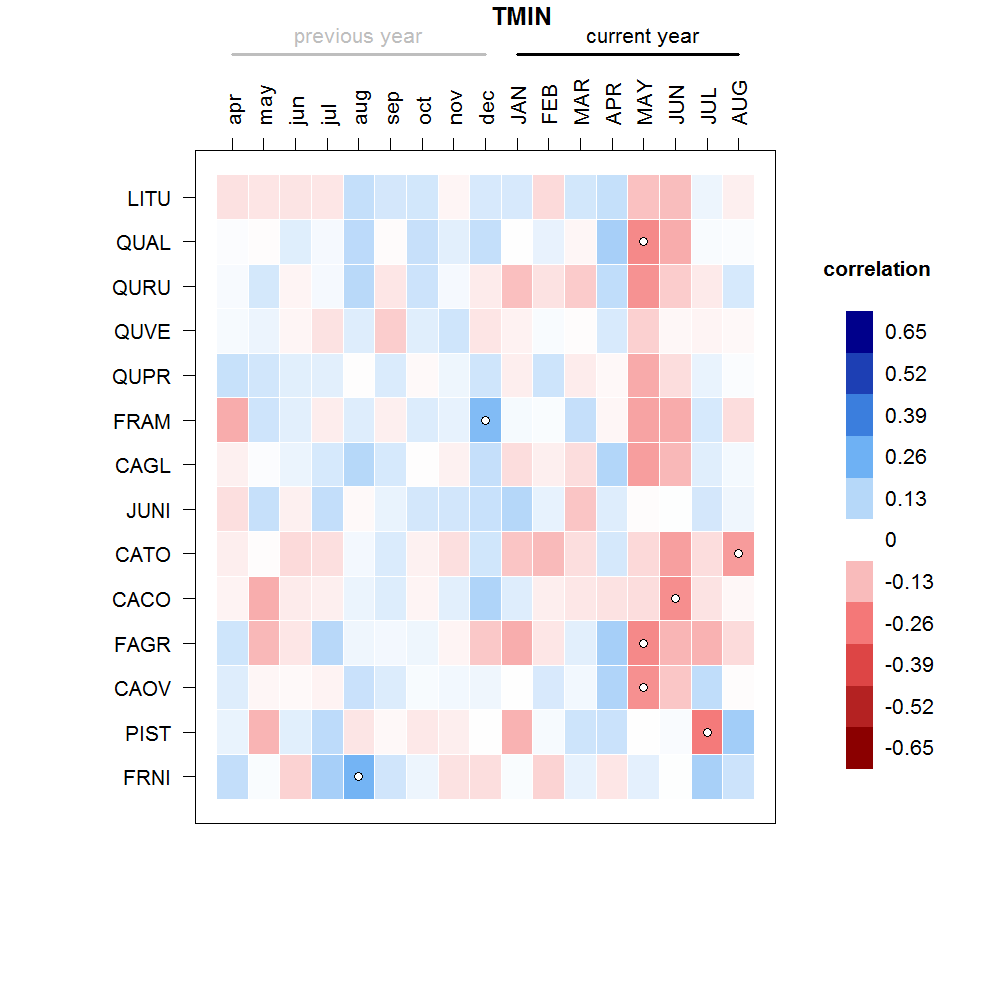 TMIN
previous year current year
apr may jun jul aug sep oct nov dec JAN FEB MAR APR MAY JUN JUL AUG
LITU
QUAL
QURU
QUVE
QUPR
FRAM
CAGL
JUNI
CATO
CACO
FAGR
CAOV
PIST
FRNI
correlation
0.65
0.52
0.39
0.26
0.13
0
-0.13
-0.26
-0.39
-0.52
-0.65